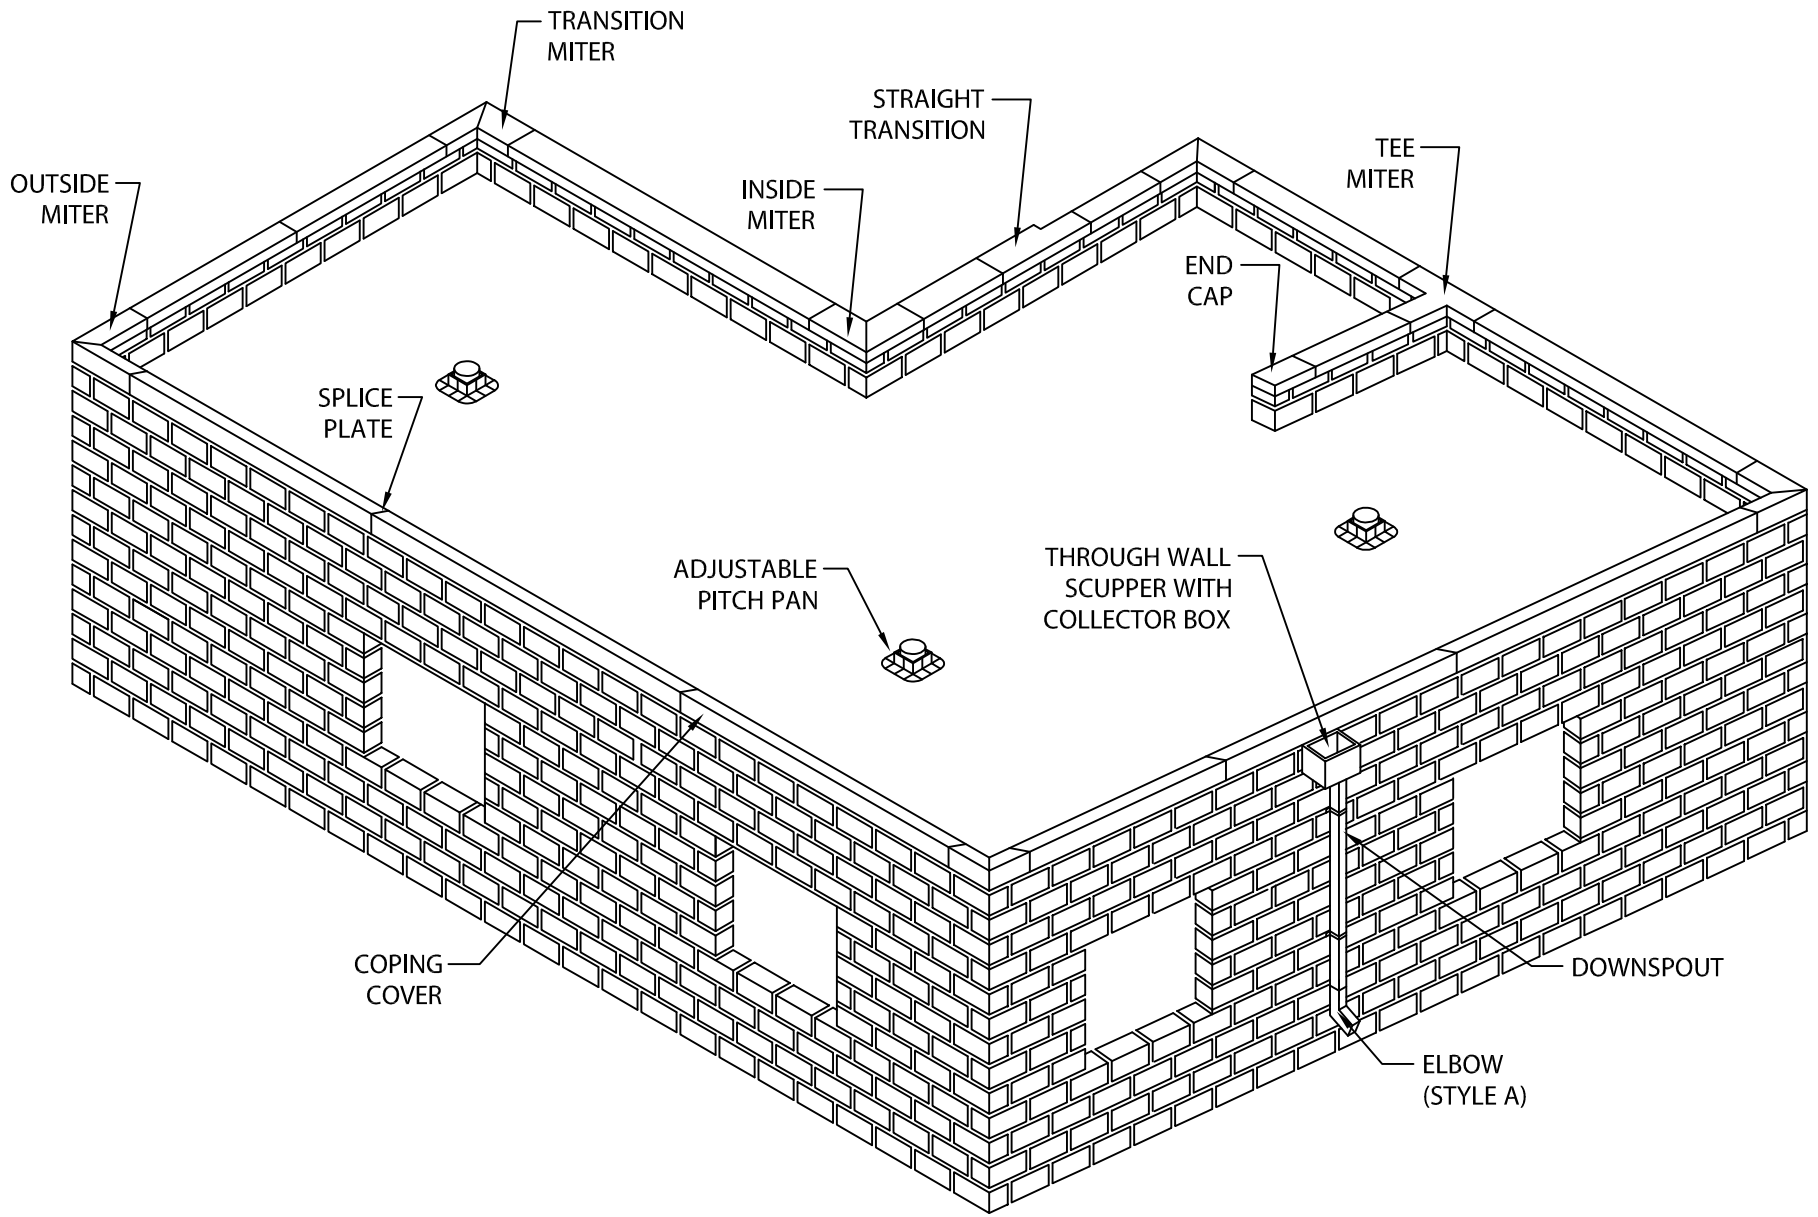 TRANSITION
MITER
STRAIGHT
TRANSITION
TEE
MITER
OUTSIDE
MITER
INSIDE
MITER
END
CAP
SPLICE
PLATE
ADJUSTABLE
PITCH PAN
THROUGH WALL
SCUPPER WITH
COLLECTOR BOX
COPING
COVER
DOWNSPOUT
ELBOW
(STYLE A)